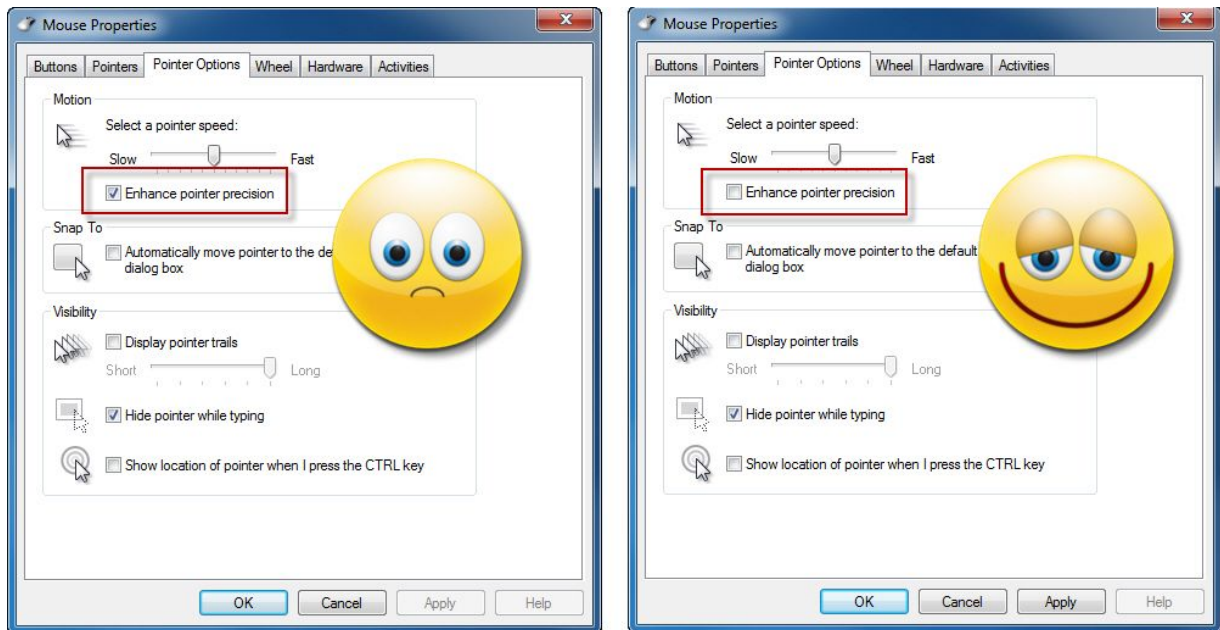 Mouse Properties
Buttons Pointers Pointer Options Wheel Hardware Activities
Motion
Select a pointer speed:
Slow Fast
Enhance pointer precision
Snap To
Automatically move pointer to the
dialog box
Visibility
Display pointer trails
Short Long
Hide pointer while typing
Show location of pointer when I press the CTRL key
OK Cancel Apply Help
Mouse Properties
Buttons Pointers Pointer Options Wheel Hardware Activities
Motion
Select a pointer speed:
Slow Fast
Enhance pointer precision
Snap To
Automatically move pointer to the default
dialog box
Visibility
Display pointer trails
Short Long
Hide pointer while typing
Show location of pointer when I press the CTRL key
OK Cancel Apply Help